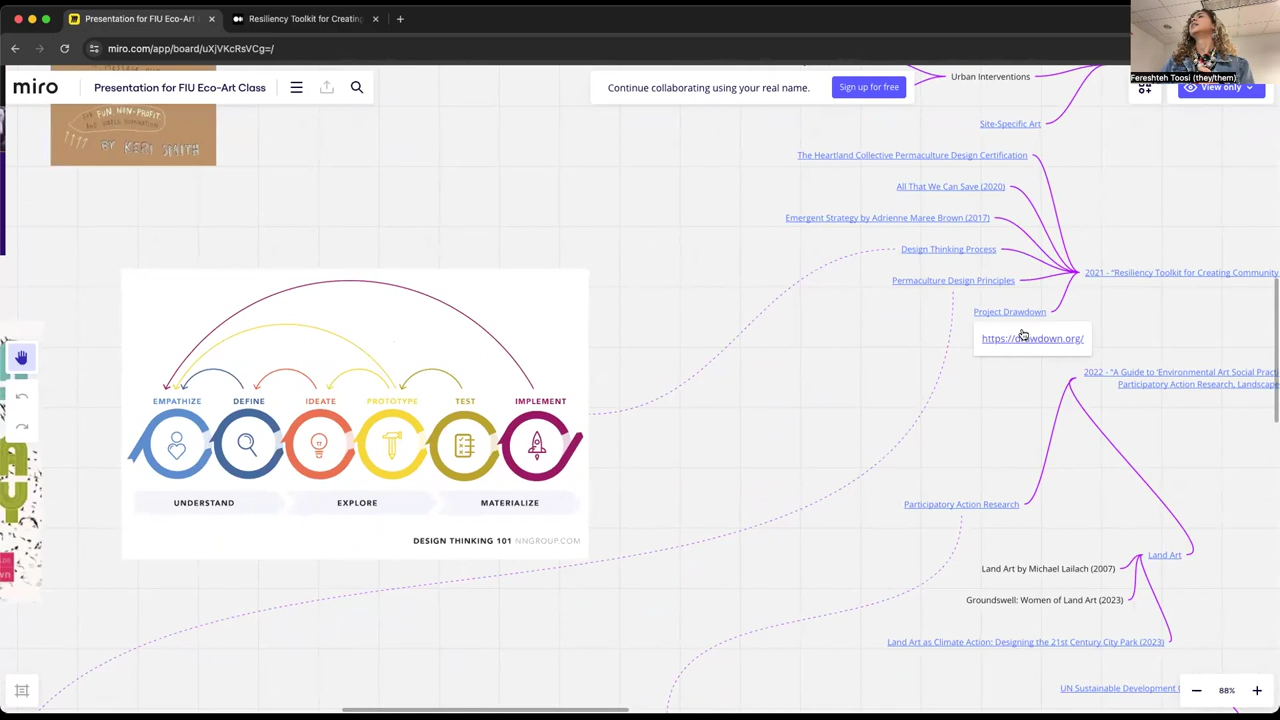 Presentation for FIU Eco-Art
Resiliency Toolkit for Creating
miro.com/app/board/uXjVKcRsVCg=/
miro
Presentation for FIU Eco-Art Class
Continue collaborating using your real name.
Sign up for free
View only
Fereshteh Toosi (they/them)
FUN NON-PROFIT
BY KERI SMITH
Urban Interventions
Site-Specific Art
The Heartland Collective Permaculture Design Certification
All That We Can Save (2020)
Emergent Strategy by Adrienne Maree Brown (2017)
Design Thinking Process
Permaculture Design Principles
2021 - "Resiliency Toolkit for Creating Community
Project Drawdown
https://drawdown.org/
2022 - "A Guide to 'Environmental Art Social Practi
Participatory Action Research, Landscape
Participatory Action Research
Land Art
Land Art by Michael Lailach (2007)
Groundswell: Women of Land Art (2023)
Land Art as Climate Action: Designing the 21st Century City Park (2023)
UN Sustainable Development
88%
EMPATHIZE
DEFINE
IDEATE
PROTOTYPE
TEST
IMPLEMENT
UNDERSTAND
EXPLORE
MATERIALIZE
DESIGN THINKING 101 NNGROUP.COM